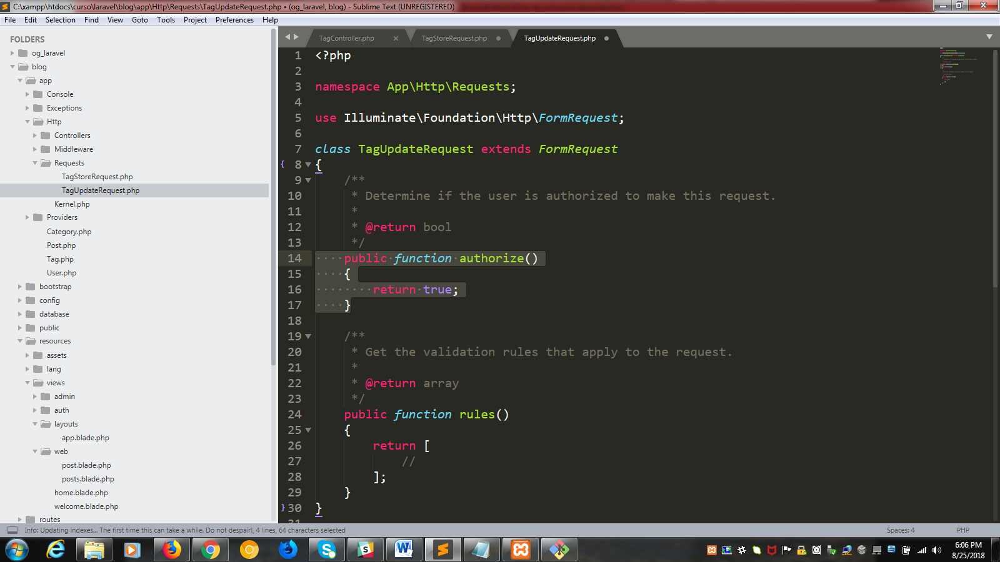 C:\xampp\htdocs\curso\laravel\blog\app\Http\Requests\TagUpdateRequest.php • (og_laravel, blog) - Sublime Text (UNREGISTERED)
File Edit Selection Find View Goto Tools Project Preferences Help
FOLDERS
og_laravel
blog
app
Console
Exceptions
Http
Controllers
Middleware
Requests
TagStoreRequest.php
TagUpdateRequest.php
Kernel.php
Providers
Category.php
Post.php
Tag.php
User.php
bootstrap
config
database
public
resources
assets
lang
views
admin
auth
layouts
app.blade.php
web
post.blade.php
posts.blade.php
home.blade.php
welcome.blade.php
routes
TagController.php TagStoreRequest.php TagUpdateRequest.php
1 <?php
2
3 namespace App\Http\Requests;
4
5 use Illuminate\Foundation\Http\FormRequest;
6
7 class TagUpdateRequest extends FormRequest
8 {
9 /**
10 * Determine if the user is authorized to make this request.
11 *
12 * @return bool
13 */
14 public function authorize()
15 {
16 return true;
17 }
18
19 /**
20 * Get the validation rules that apply to the request.
21 *
22 * @return array
23 */
24 public function rules()
25 {
26 return [
27 //
28 ];
29 }
30 }
31
Info: Updating indexes... The first time this can take a while. Do not despair!, 4 lines, 64 characters selected Spaces: 4 PHP
6:06 PM
8/25/2018